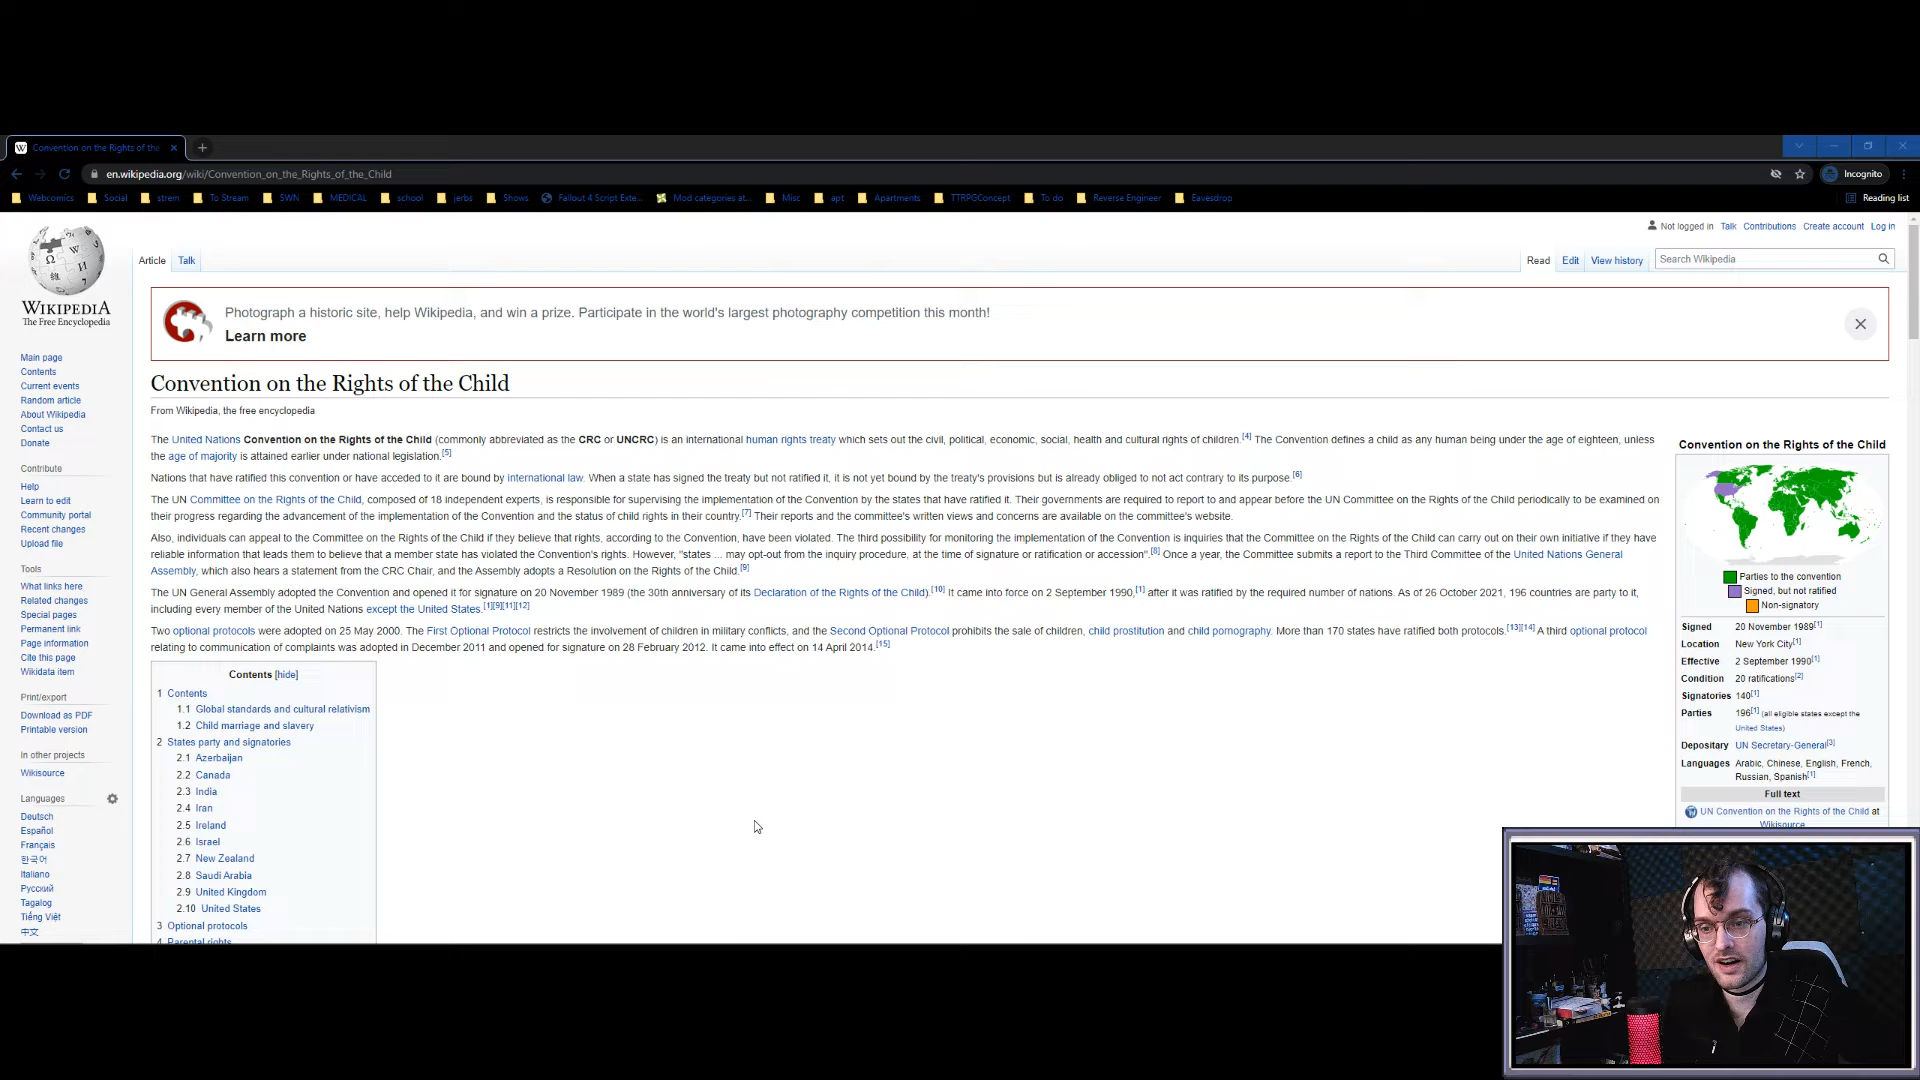 Convention on the Rights of the
en.wikipedia.org/wiki/Convention_on_the_Rights_of_the_Child
Incognito
Webcomics Social strem To Stream SWN MEDICAL school jerbs Shows Fallout 4 Script Exte... Mod categories at... Misc apt Apartments TTRPGConcept To do Reverse Engineer Eavesdrop Reading list
Not logged in Talk Contributions Create account Log in
Article Talk Read Edit View history Search Wikipedia
WIKIPEDIA
The Free Encyclopedia
Photograph a historic site, help Wikipedia, and win a prize. Participate in the world's largest photography competition this month!
Learn more
Main page
Contents
Current events
Random article
About Wikipedia
Contact us
Donate
Contribute
Help
Learn to edit
Community portal
Recent changes
Upload file
Tools
What links here
Related changes
Special pages
Permanent link
Page information
Cite this page
Wikidata item
Print/export
Download as PDF
Printable version
In other projects
Wikisource
Languages
Deutsch
Español
Français
한국어
Italiano
Русский
Tagalog
Tiếng Việt
中文
Convention on the Rights of the Child
From Wikipedia, the free encyclopedia
The United Nations Convention on the Rights of the Child (commonly abbreviated as the CRC or UNCRC) is an international human rights treaty which sets out the civil, political, economic, social, health and cultural rights of children.[4] The Convention defines a child as any human being under the age of eighteen, unless
the age of majority is attained earlier under national legislation.[5]
Nations that have ratified this convention or have acceded to it are bound by international law. When a state has signed the treaty but not ratified it, it is not yet bound by the treaty's provisions but is already obliged to not act contrary to its purpose.[6]
The UN Committee on the Rights of the Child, composed of 18 independent experts, is responsible for supervising the implementation of the Convention by the states that have ratified it. Their governments are required to report to and appear before the UN Committee on the Rights of the Child periodically to be examined on
their progress regarding the advancement of the implementation of the Convention and the status of child rights in their country.[7] Their reports and the committee's written views and concerns are available on the committee's website.
Also, individuals can appeal to the Committee on the Rights of the Child if they believe that rights, according to the Convention, have been violated. The third possibility for monitoring the implementation of the Convention is inquiries that the Committee on the Rights of the Child can carry out on their own initiative if they have
reliable information that leads them to believe that a member state has violated the Convention's rights. However, "states ... may opt-out from the inquiry procedure, at the time of signature or ratification or accession".[8] Once a year, the Committee submits a report to the Third Committee of the United Nations General
Assembly, which also hears a statement from the CRC Chair, and the Assembly adopts a Resolution on the Rights of the Child.[9]
The UN General Assembly adopted the Convention and opened it for signature on 20 November 1989 (the 30th anniversary of its Declaration of the Rights of the Child).[10] It came into force on 2 September 1990,[1] after it was ratified by the required number of nations. As of 26 October 2021, 196 countries are party to it,
including every member of the United Nations except the United States.[1][9][11][12]
Two optional protocols were adopted on 25 May 2000. The First Optional Protocol restricts the involvement of children in military conflicts, and the Second Optional Protocol prohibits the sale of children, child prostitution and child pornography. More than 170 states have ratified both protocols.[13][14] A third optional protocol
relating to communication of complaints was adopted in December 2011 and opened for signature on 28 February 2012. It came into effect on 14 April 2014.[15]
Contents [hide]
1 Contents
1.1 Global standards and cultural relativism
1.2 Child marriage and slavery
2 States party and signatories
2.1 Azerbaijan
2.2 Canada
2.3 India
2.4 Iran
2.5 Ireland
2.6 Israel
2.7 New Zealand
2.8 Saudi Arabia
2.9 United Kingdom
2.10 United States
3 Optional protocols
4 Parental rights
Convention on the Rights of the Child
Parties to the convention
Signed, but not ratified
Non-signatory
Signed 20 November 1989[1]
Location New York City[1]
Effective 2 September 1990[1]
Condition 20 ratifications[2]
Signatories 140[1]
Parties 196[1] (all eligible states except the
United States)
Depositary UN Secretary-General[3]
Languages Arabic, Chinese, English, French,
Russian, Spanish[1]
Full text
UN Convention on the Rights of the Child at
Wikisource